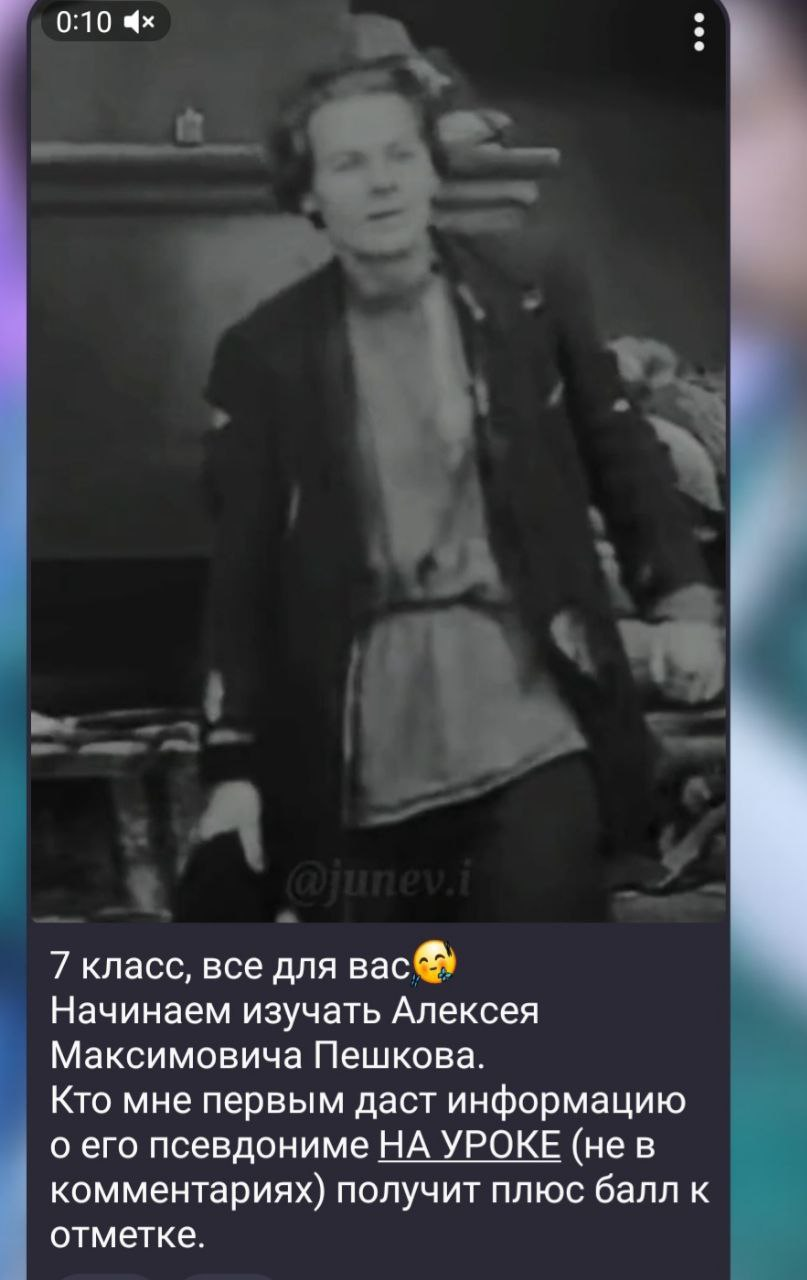 0:10
@junev.i
7 класс, все для вас
Начинаем изучать Алексея
Максимовича Пешкова.
Кто мне первым даст информацию
о его псевдониме НА УРОКЕ (не в
комментариях) получит плюс балл к
отметке.